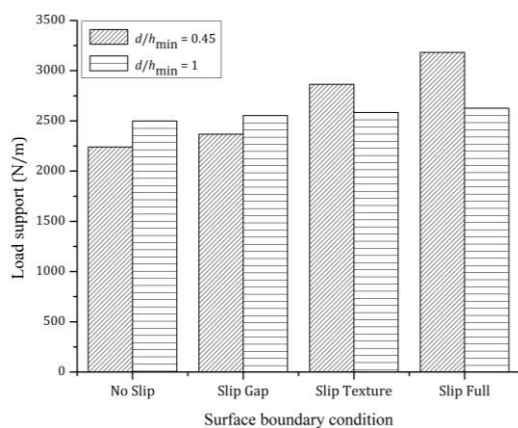 3500
3000
2500
2000
1500
1000
500
0
Load support (N/m)
d/hmin = 0.45
d/hmin = 1
No Slip Slip Gap Slip Texture Slip Full
Surface boundary condition